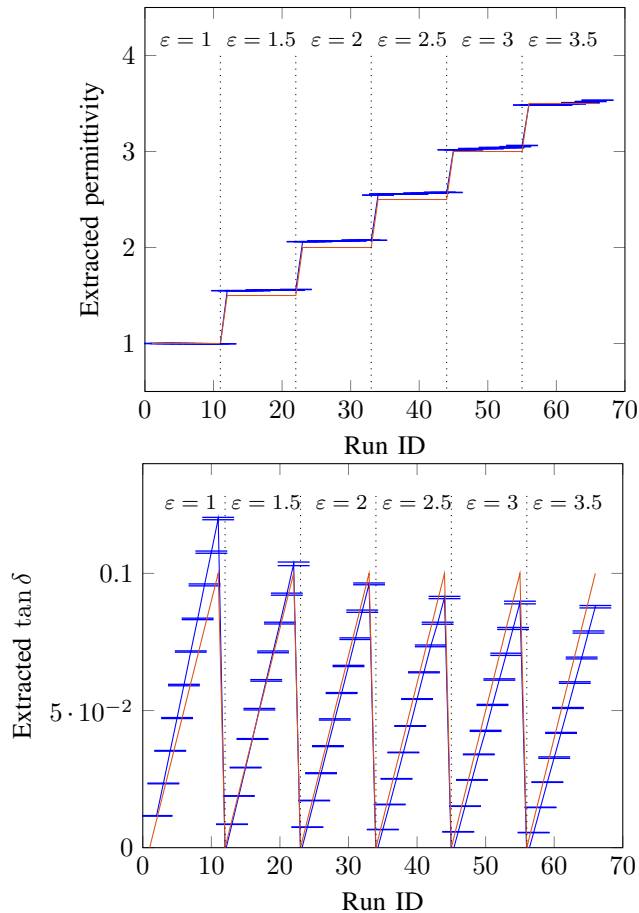 ε = 1 ε = 1.5 ε = 2 ε = 2.5 ε = 3 ε = 3.5
4
3
2
1
Extracted permittivity
0 10 20 30 40 50 60 70
Run ID
ε = 1 ε = 1.5 ε = 2 ε = 2.5 ε = 3 ε = 3.5
0.1
5 · 10⁻²
0
Extracted tan δ
0 10 20 30 40 50 60 70
Run ID